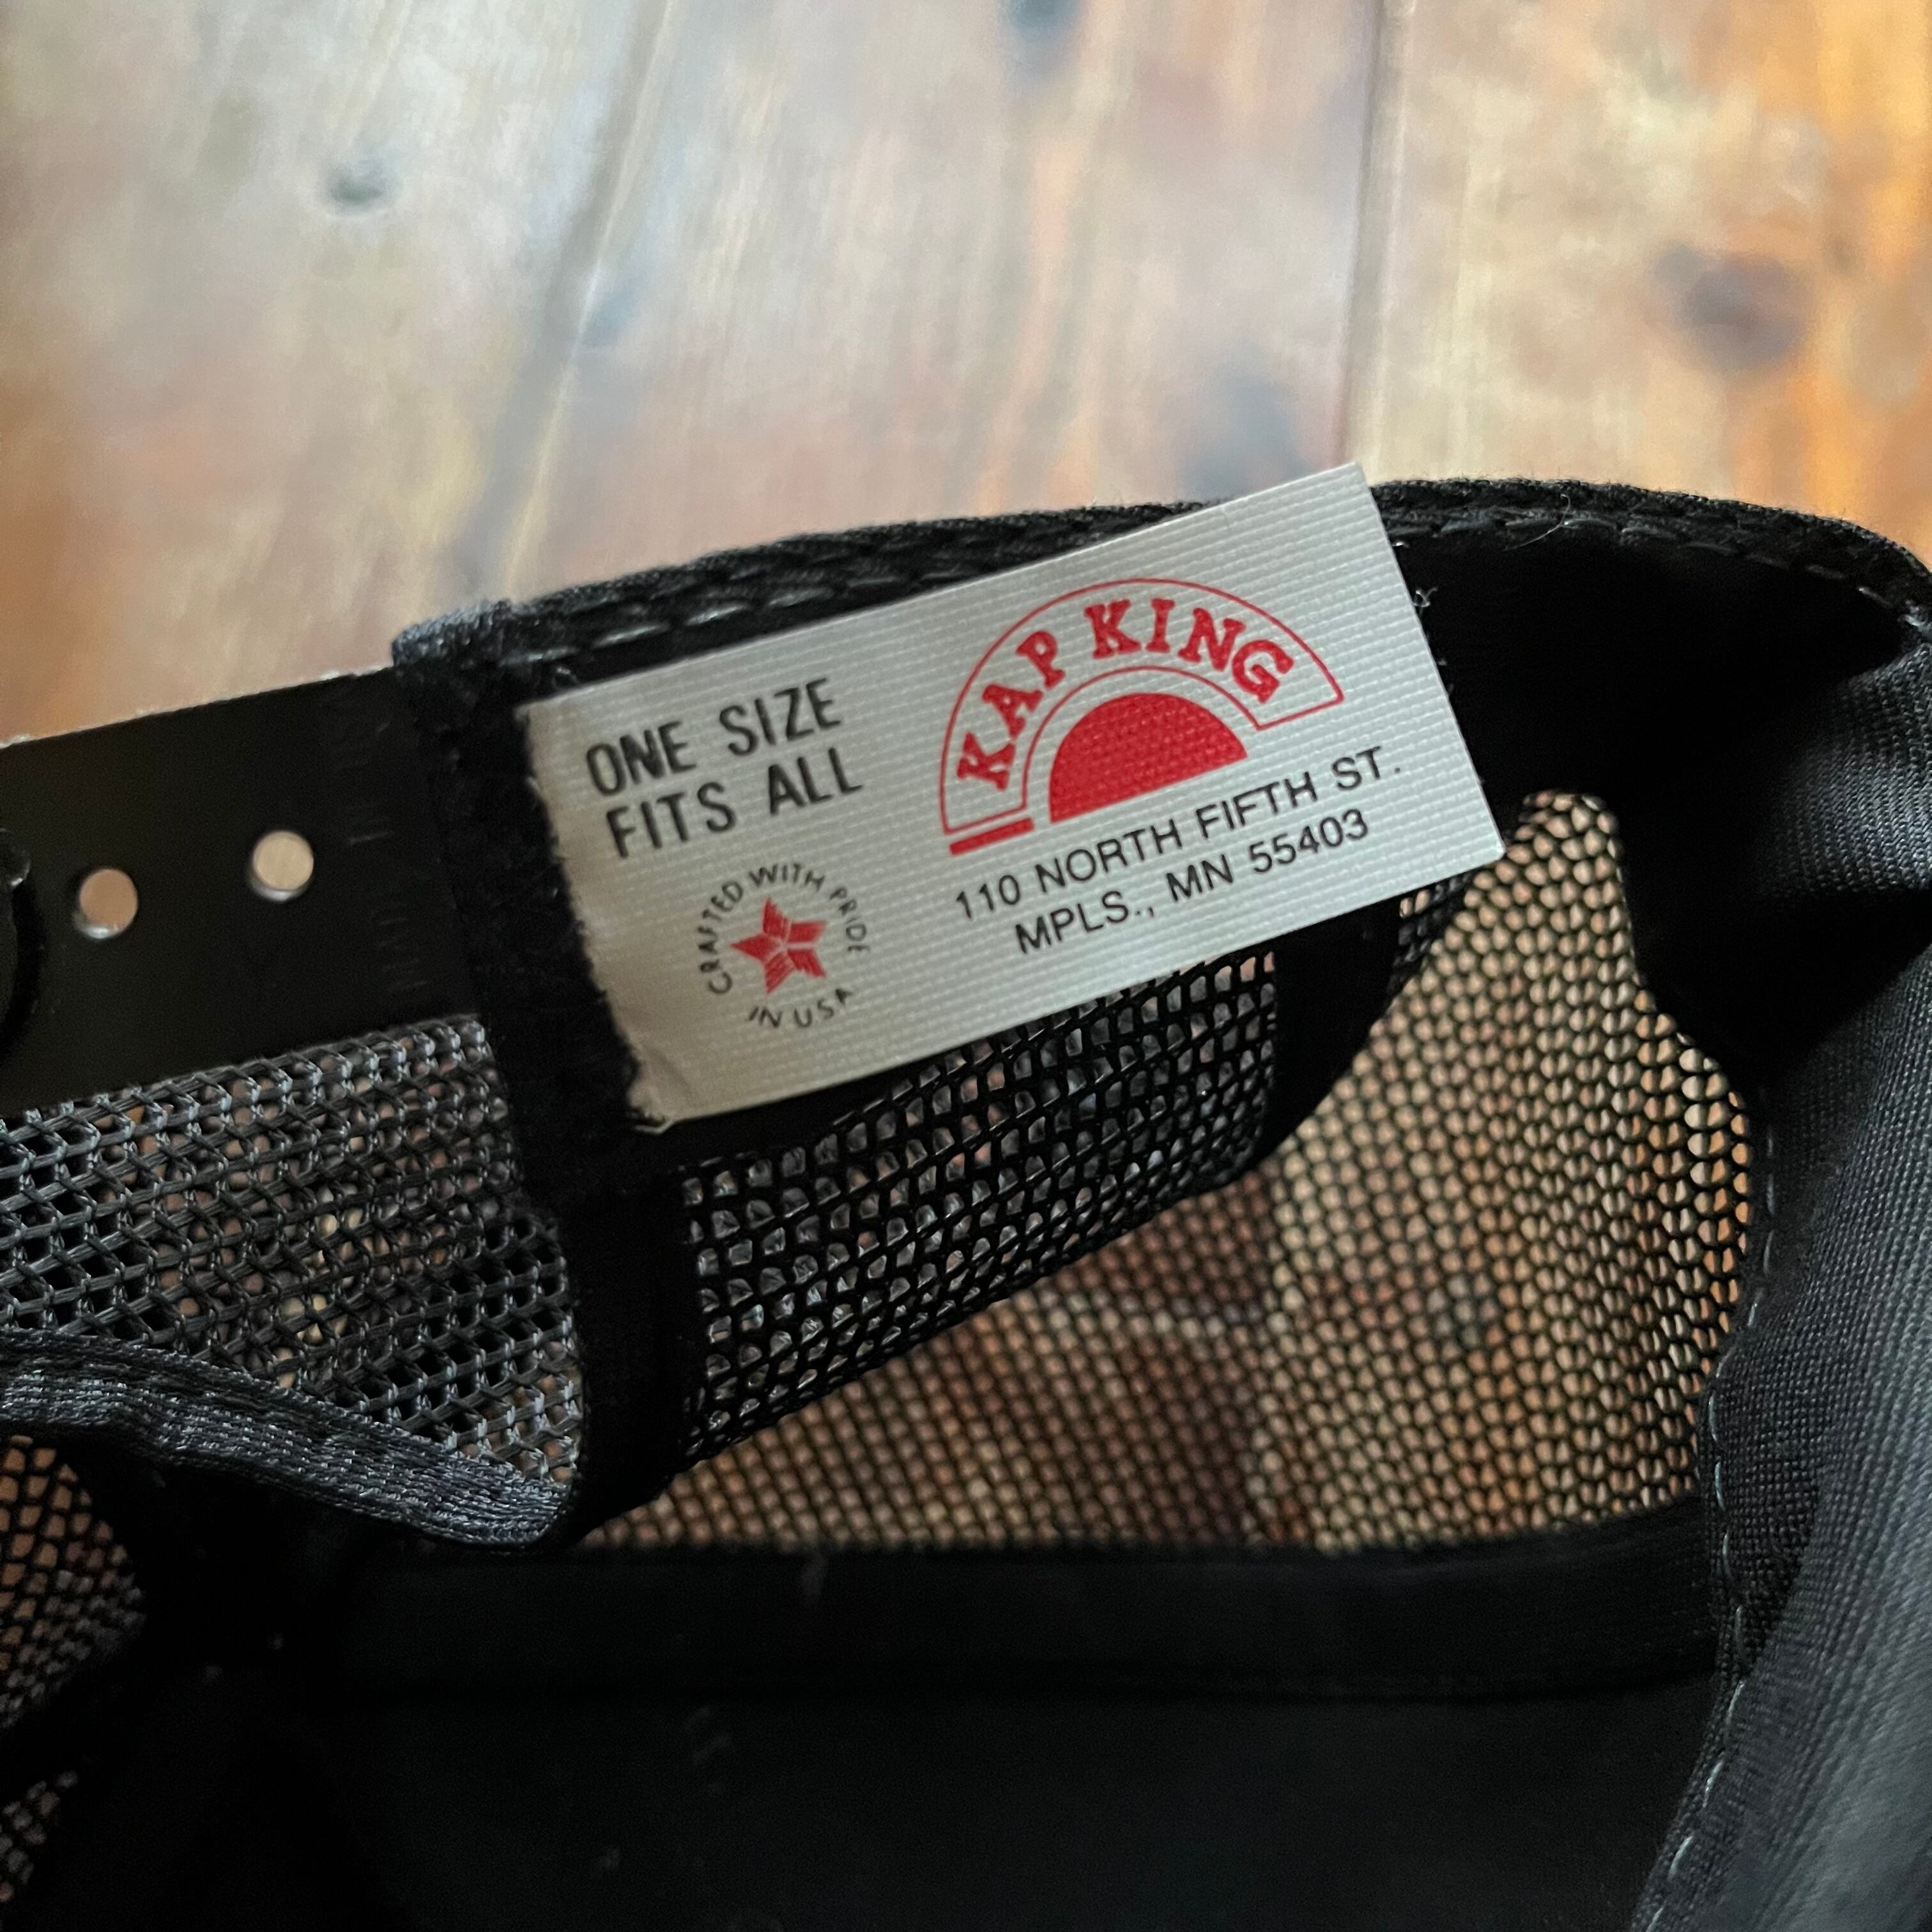 ONE SIZE
FITS ALL
CRAFTED WITH PRIDE
IN USA
KAP KING
110 NORTH FIFTH ST.
MPLS., MN 55403